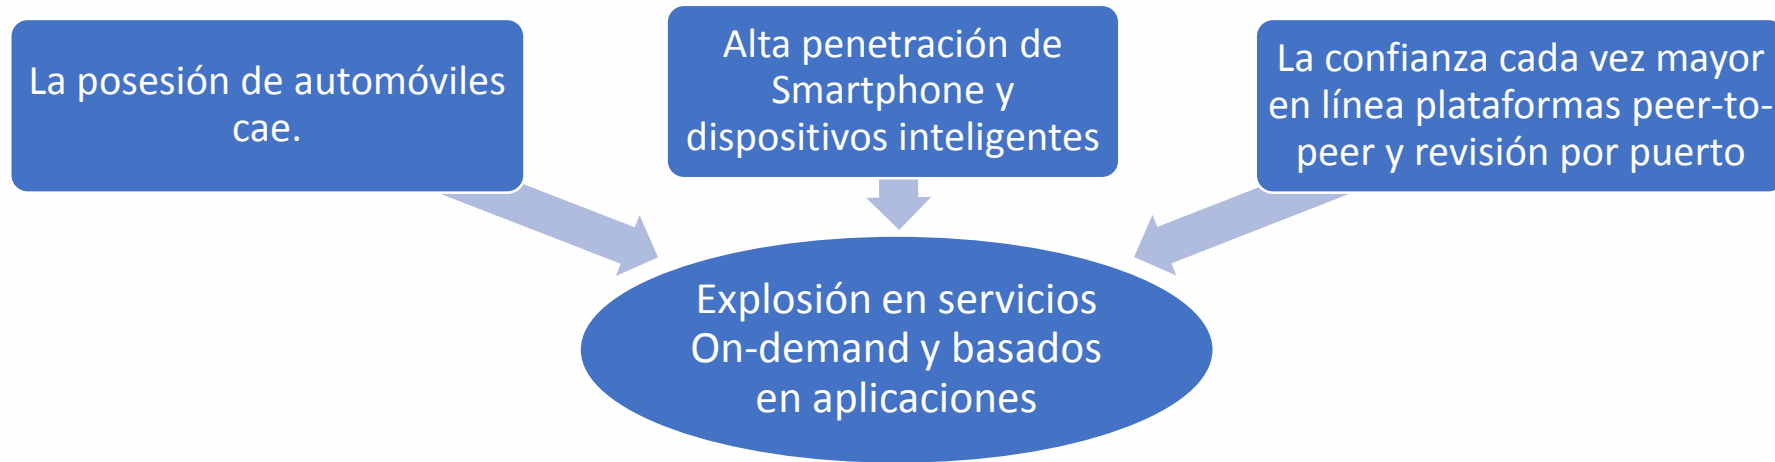 La posesión de automóviles
cae.
Alta penetración de
Smartphone y
dispositivos inteligentes
La confianza cada vez mayor
en línea plataformas peer-to-
peer y revisión por puerto
Explosión en servicios
On-demand y basados
en aplicaciones